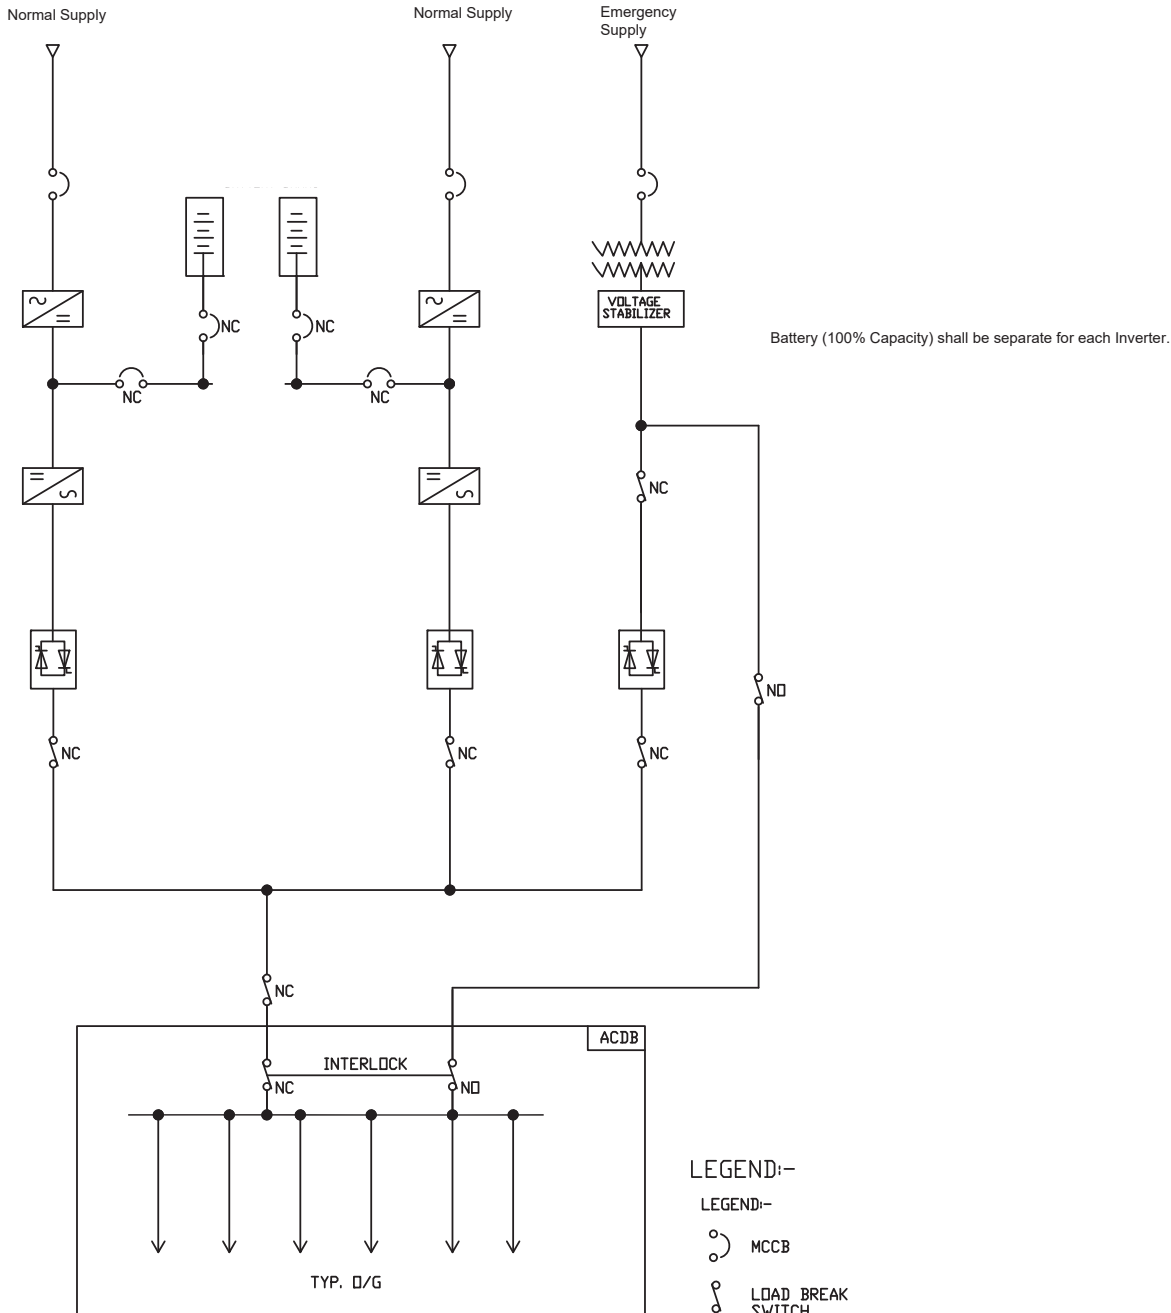 Normal Supply
Normal Supply
Emergency
Supply
VOLTAGE
STABILIZER
NC
NC
Battery (100% Capacity) shall be separate for each Inverter.
NC
NC
NC
NO
NC
NC
NC
NC
ACDB
INTERLOCK
NC
NO
LEGEND:-
LEGEND:-
MCCB
TYP. O/G
LOAD BREAK
SWITCH